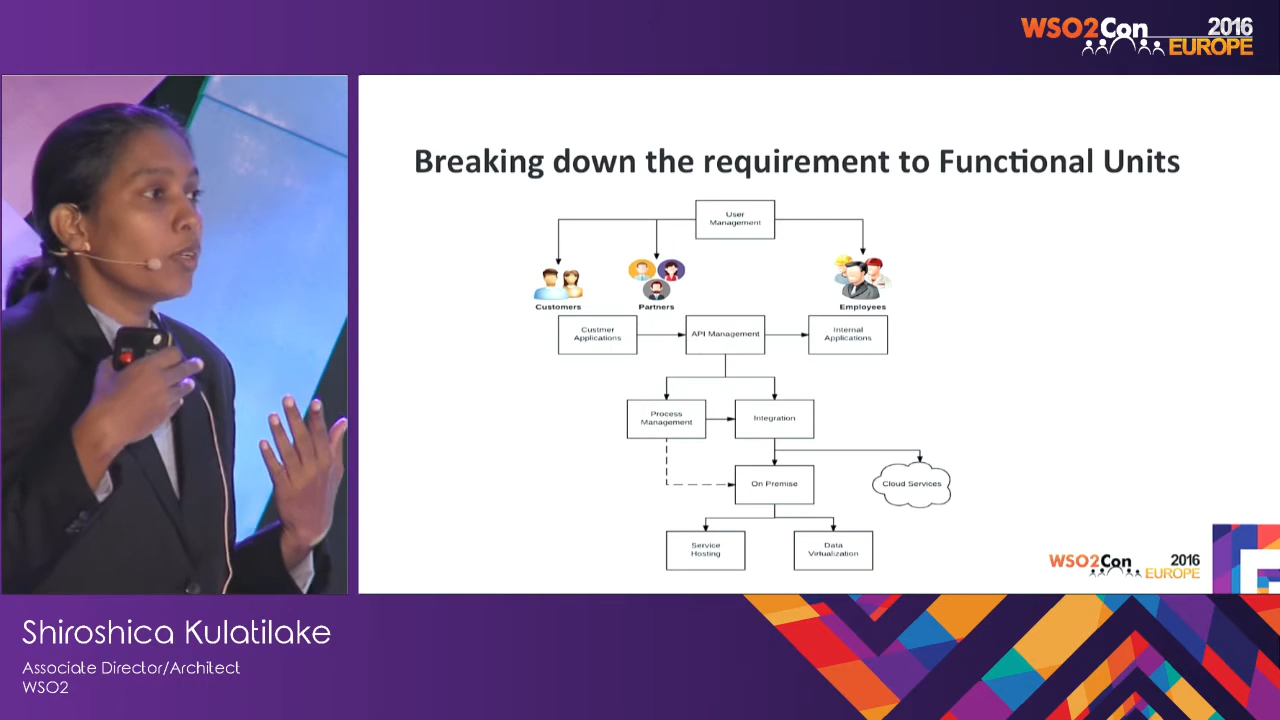 WSO2Con 2016
EUROPE
Breaking down the requirement to Functional Units
User
Management
Customers
Partners
Employees
Custmer
Applications
API Management
Internal
Applications
Process
Management
Integration
On Premise
Cloud Services
Service
Hosting
Data
Virtualization
WSO2Con 2016
EUROPE
Shiroshica Kulatilake
Associate Director/Architect
WSO2